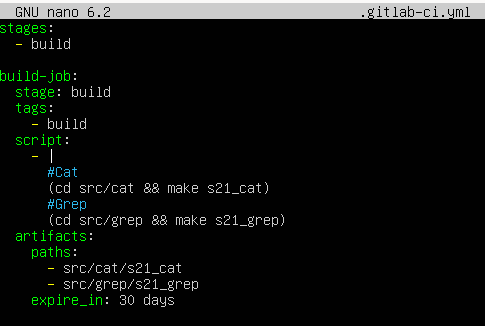 GNU nano 6.2 .gitlab-ci.yml
stages:
  - build

build-job:
  stage: build
  tags:
    - build
  script:
    - |
      #Cat
      (cd src/cat && make s21_cat)
      #Grep
      (cd src/grep && make s21_grep)
  artifacts:
    paths:
      - src/cat/s21_cat
      - src/grep/s21_grep
    expire_in: 30 days